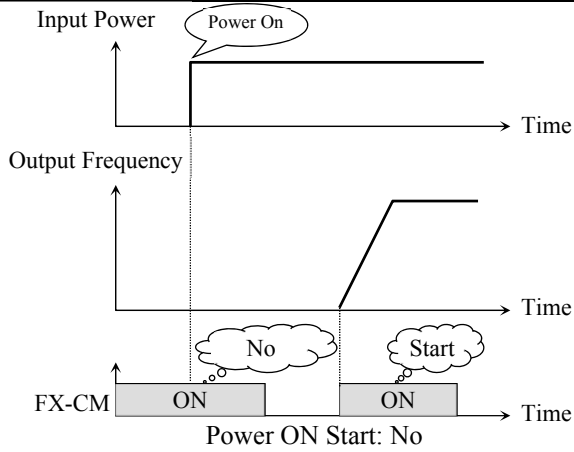 Input Power
Power On
Time
Output Frequency
Time
No
Start
FX-CM
ON
ON
Time
Power ON Start: No